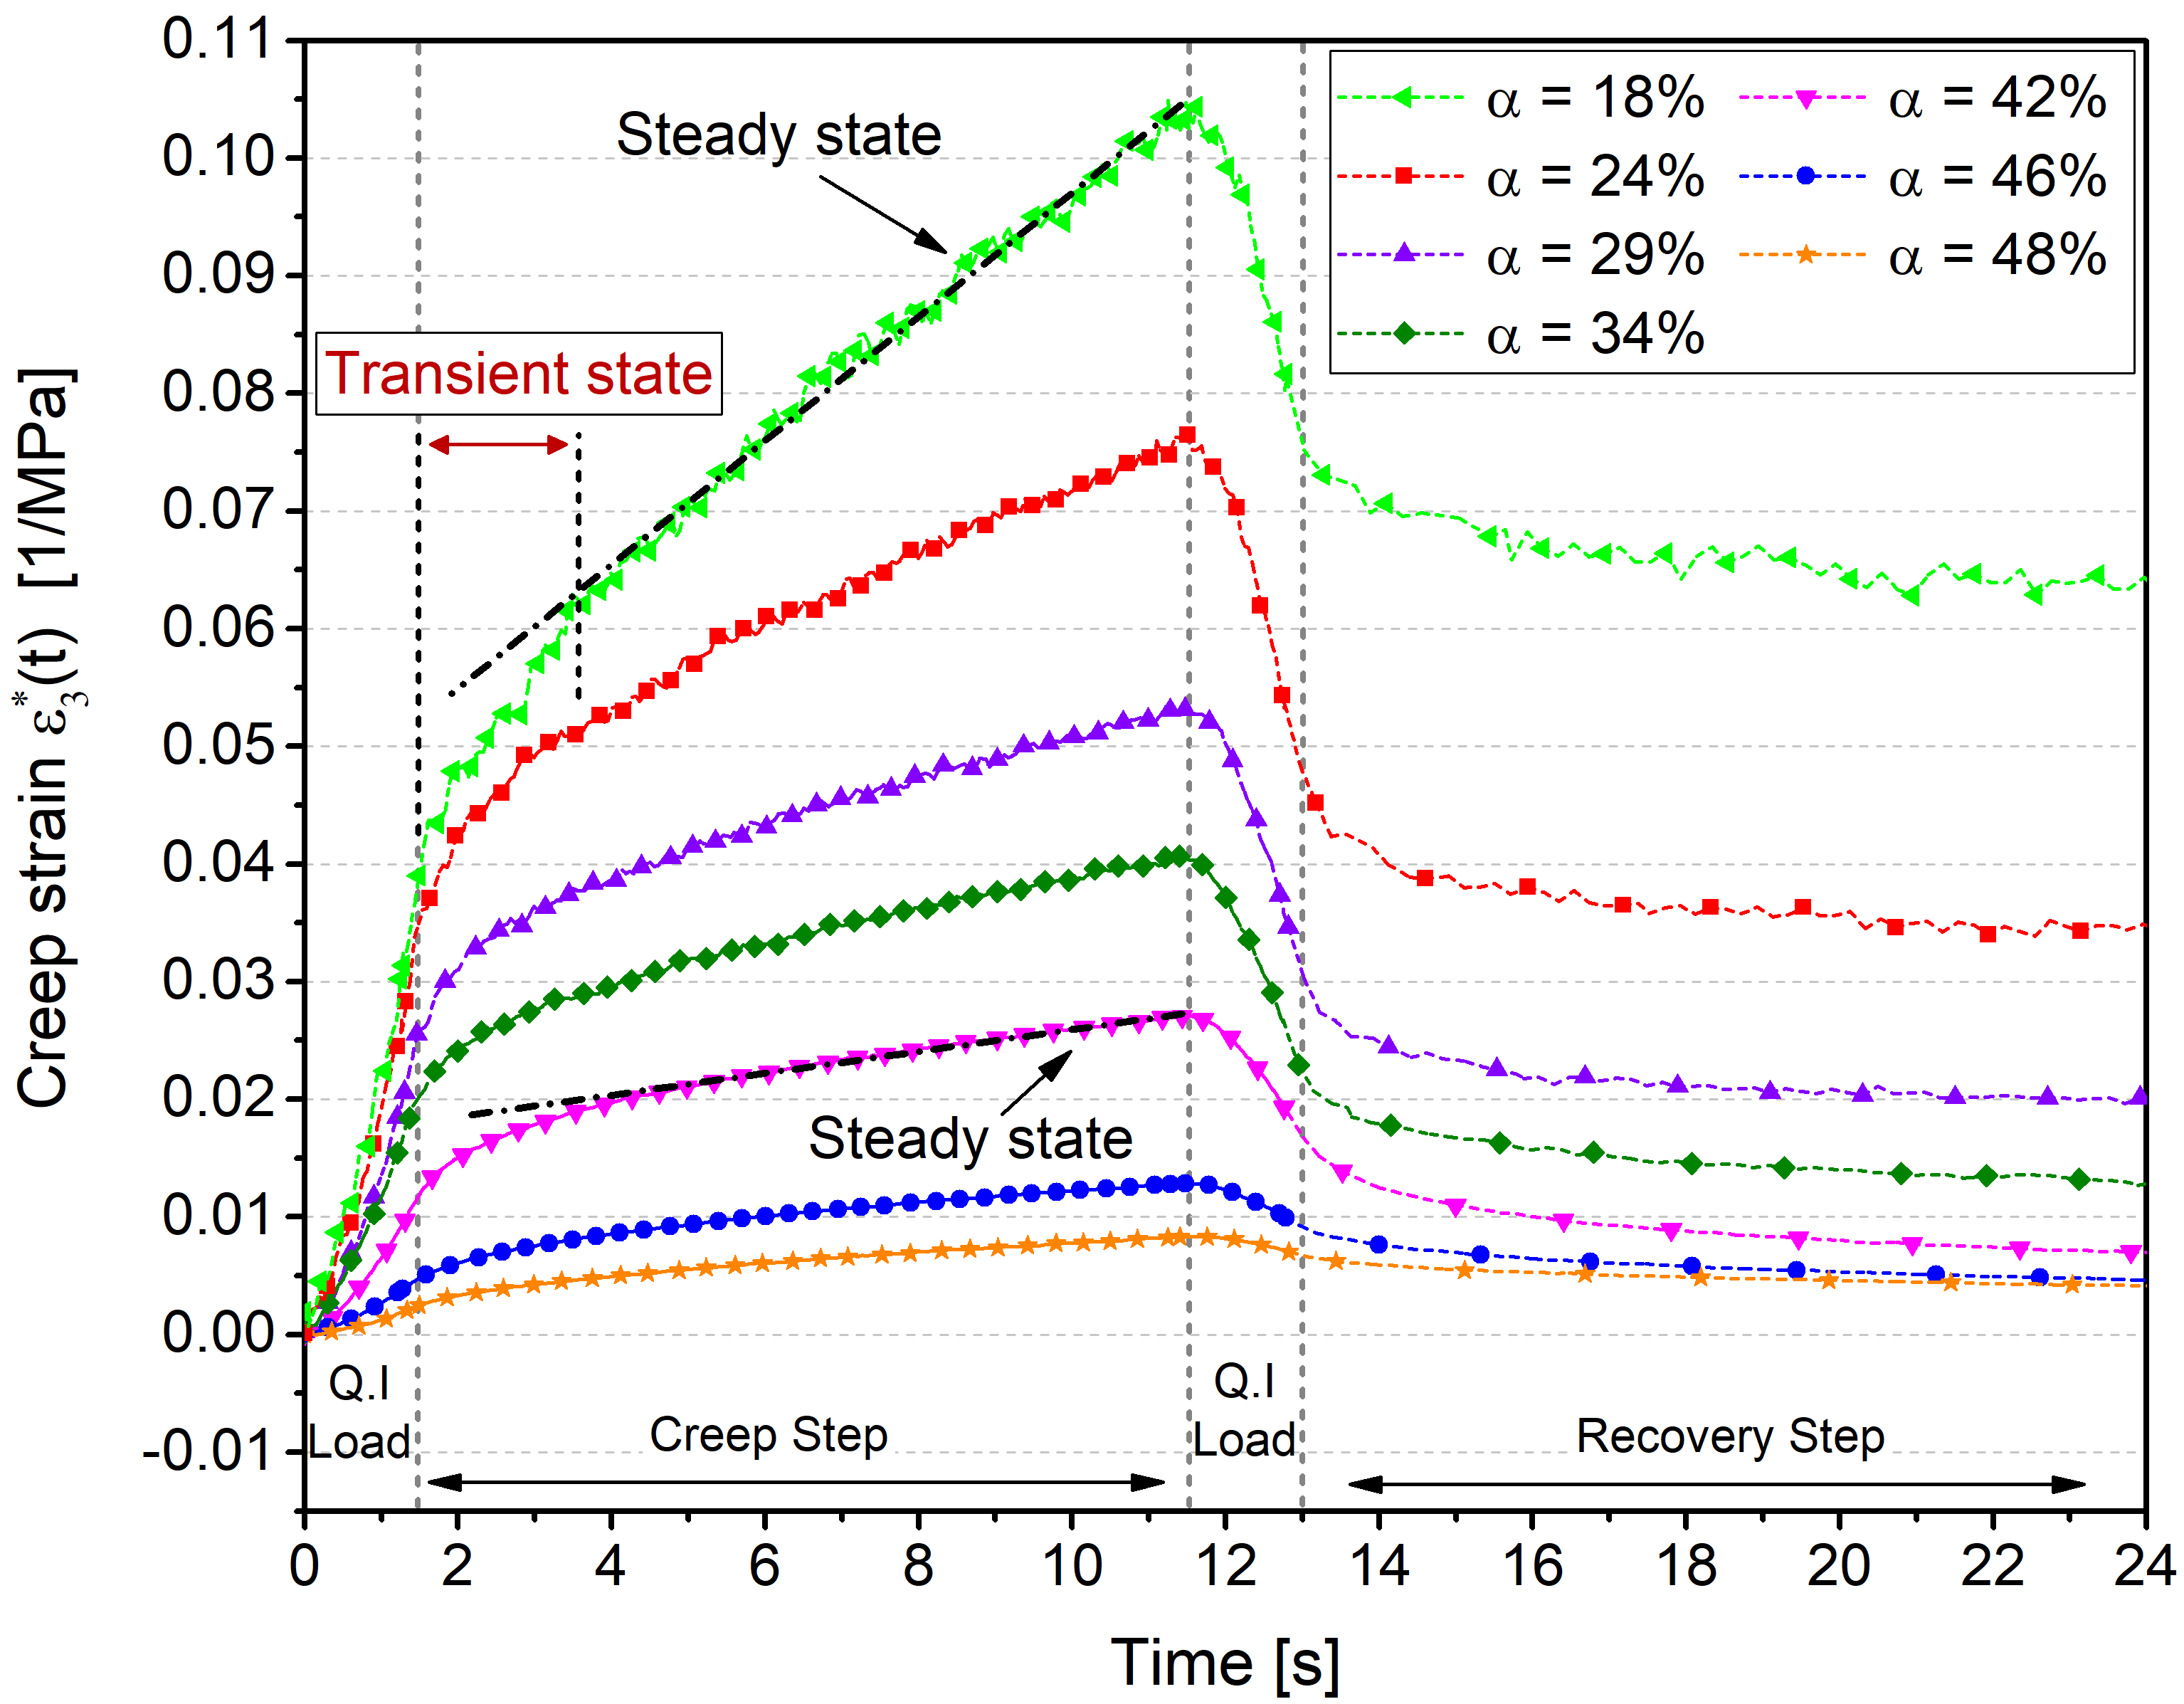 0.11
0.10
0.09
0.08
0.07
0.06
0.05
0.04
0.03
0.02
0.01
0.00
-0.01
Creep strain ε₃*(t) [1/MPa]
α = 18%
α = 24%
α = 29%
α = 34%
α = 42%
α = 46%
α = 48%
Steady state
Transient state
Steady state
Q.I
Load
Creep Step
Q.I
Load
Recovery Step
0 2 4 6 8 10 12 14 16 18 20 22 24
Time [s]